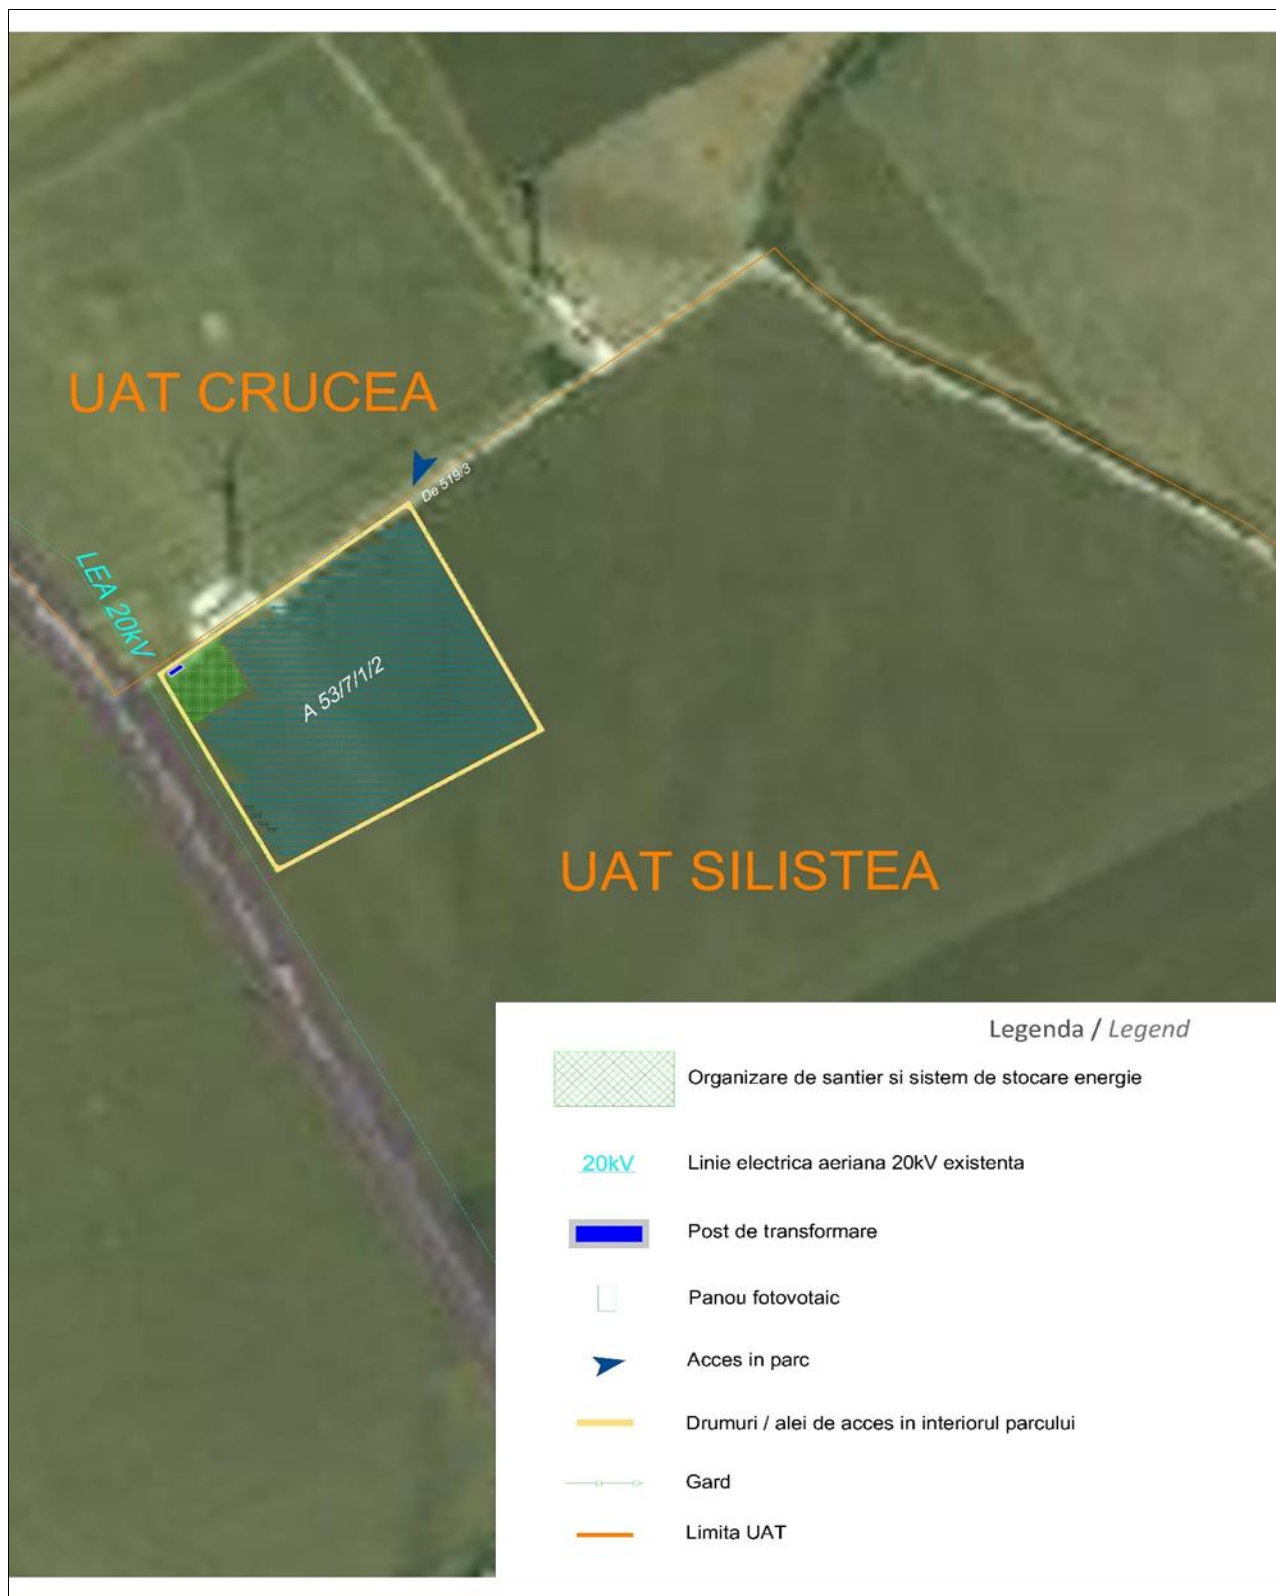 UAT CRUCEA
De 519/3
LEA 20kV
A 53/7/1/2
UAT SILISTEA
Legenda / Legend
Organizare de santier si sistem de stocare energie
20kV
Linie electrica aeriana 20kV existenta
Post de transformare
Panou fotovotaic
Acces in parc
Drumuri / alei de acces in interiorul parcului
Gard
Limita UAT